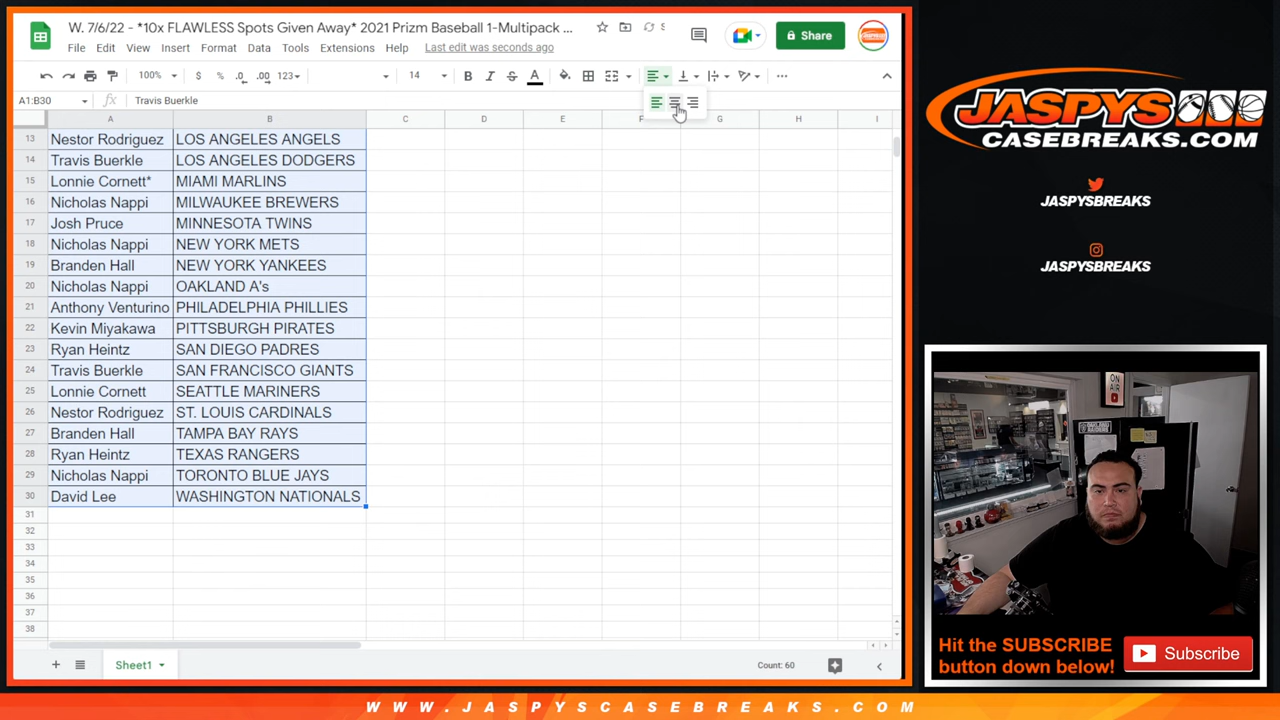 W. 7/6/22 - *10x FLAWLESS Spots Given Away* 2021 Prizm Baseball 1-Multipack ...
File Edit View Insert Format Data Tools Extensions Help Last edit was seconds ago
Share
100% $ % .0 .00 123 14 B I S A
A1:B30 fx Travis Buerkle
A B C D E F G H I
13 Nestor Rodriguez LOS ANGELES ANGELS
14 Travis Buerkle LOS ANGELES DODGERS
15 Lonnie Cornett* MIAMI MARLINS
16 Nicholas Nappi MILWAUKEE BREWERS
17 Josh Pruce MINNESOTA TWINS
18 Nicholas Nappi NEW YORK METS
19 Branden Hall NEW YORK YANKEES
20 Nicholas Nappi OAKLAND A's
21 Anthony Venturino PHILADELPHIA PHILLIES
22 Kevin Miyakawa PITTSBURGH PIRATES
23 Ryan Heintz SAN DIEGO PADRES
24 Travis Buerkle SAN FRANCISCO GIANTS
25 Lonnie Cornett SEATTLE MARINERS
26 Nestor Rodriguez ST. LOUIS CARDINALS
27 Branden Hall TAMPA BAY RAYS
28 Ryan Heintz TEXAS RANGERS
29 Nicholas Nappi TORONTO BLUE JAYS
30 David Lee WASHINGTON NATIONALS
31
32
33
34
35
36
37
38
Sheet1
Count: 60
JASPYS
CASEBREAKS.COM
JASPYSBREAKS
JASPYSBREAKS
ON AIR
Hit the SUBSCRIBE
button down below!
Subscribe
WWW.JASPYSCASEBREAKS.COM